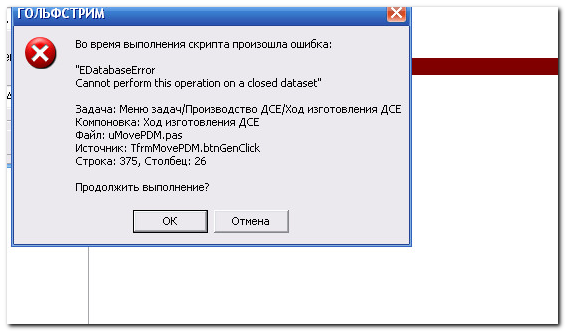 ГОЛЬФСТРИМ
Во время выполнения скрипта произошла ошибка:
"EDatabaseError
Cannot perform this operation on a closed dataset"
Задача: Меню задач/Производство ДСЕ/Ход изготовления ДСЕ
Компоновка: Ход изготовления ДСЕ
Файл: uMovePDM.pas
Источник: TfrmMovePDM.btnGenClick
Строка: 375, Столбец: 26
Продолжить выполнение?
ОК
Отмена